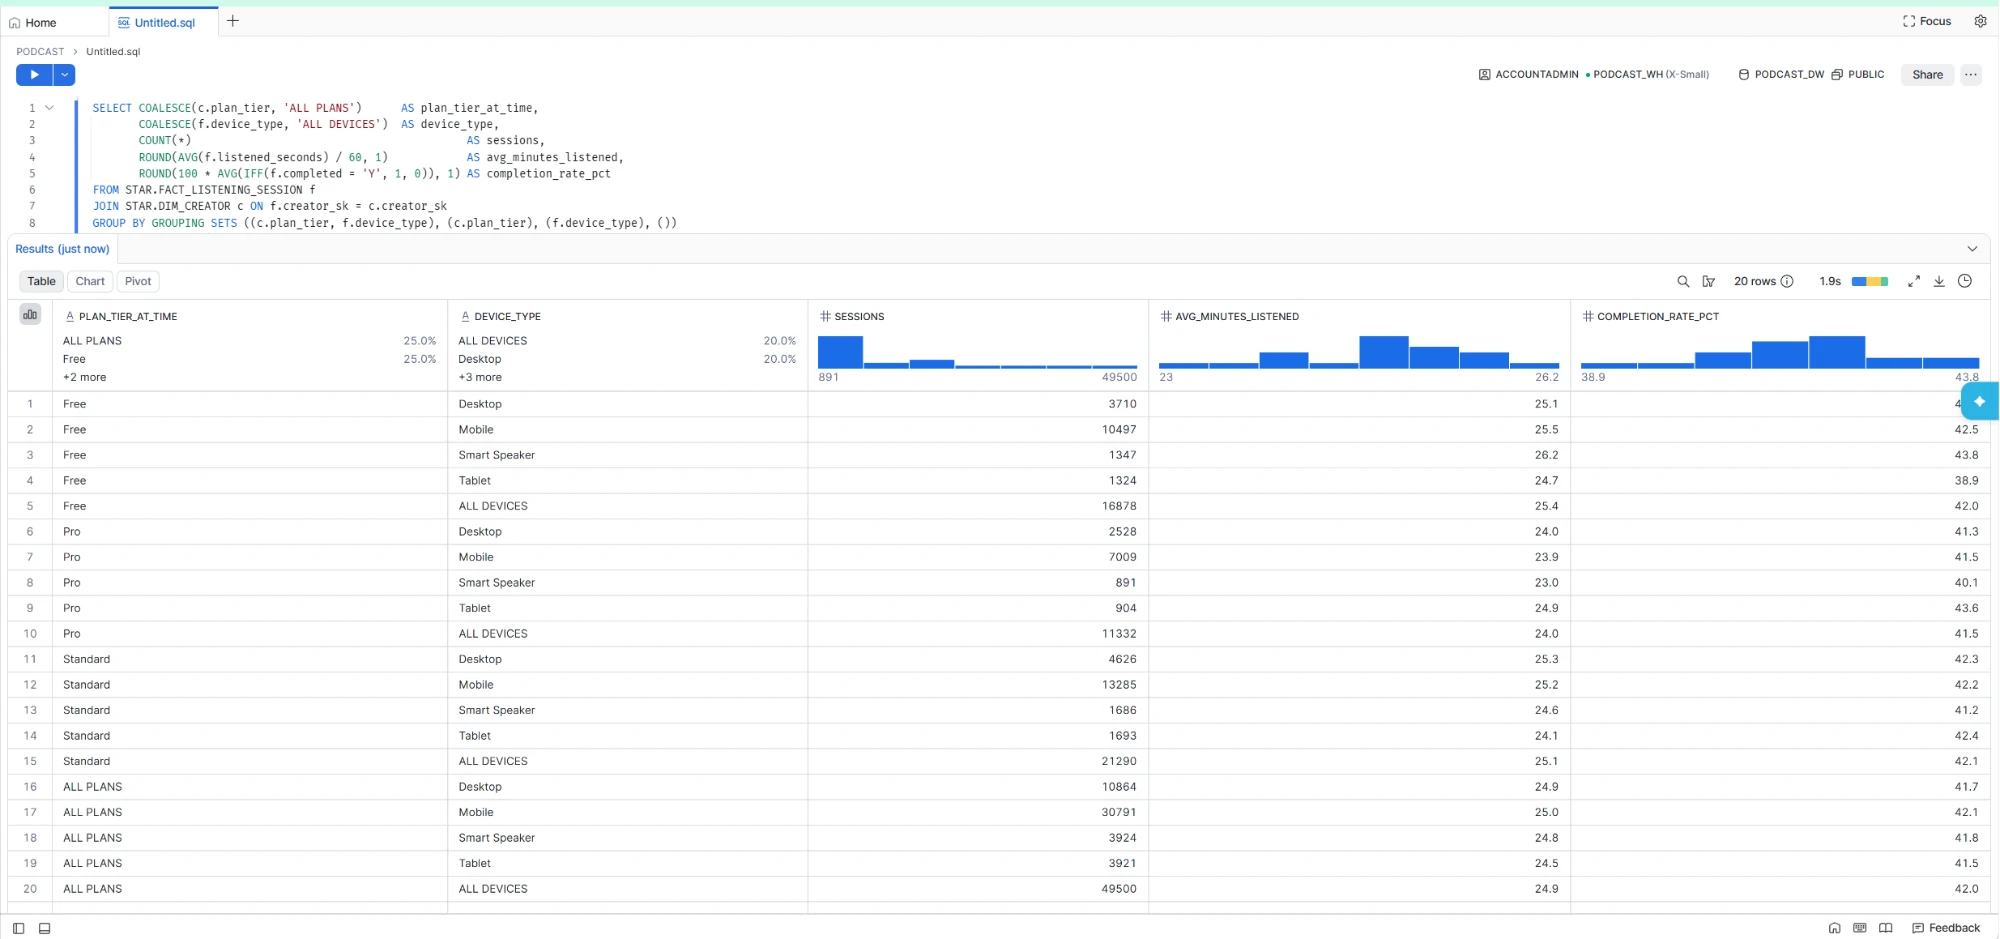 Home
Untitled.sql
Focus
PODCAST > Untitled.sql
ACCOUNTADMIN PODCAST_WH (X-Small) PODCAST_DW PUBLIC Share
1 SELECT COALESCE(c.plan_tier, 'ALL PLANS') AS plan_tier_at_time,
2 COALESCE(f.device_type, 'ALL DEVICES') AS device_type,
3 COUNT(*) AS sessions,
4 ROUND(AVG(f.listened_seconds) / 60, 1) AS avg_minutes_listened,
5 ROUND(100 * AVG(IFF(f.completed = 'Y', 1, 0)), 1) AS completion_rate_pct
6 FROM STAR.FACT_LISTENING_SESSION f
7 JOIN STAR.DIM_CREATOR c ON f.creator_sk = c.creator_sk
8 GROUP BY GROUPING SETS ((c.plan_tier, f.device_type), (c.plan_tier), (f.device_type), ())
Results (just now)
Table Chart Pivot 20 rows 1.9s
PLAN_TIER_AT_TIME DEVICE_TYPE SESSIONS AVG_MINUTES_LISTENED COMPLETION_RATE_PCT
ALL PLANS 25.0% ALL DEVICES 20.0%
Free 25.0% Desktop 20.0%
+2 more +3 more 891 49500 23 26.2 38.9 43.8
1 Free Desktop 3710 25.1
2 Free Mobile 10497 25.5 42.5
3 Free Smart Speaker 1347 26.2 43.8
4 Free Tablet 1324 24.7 38.9
5 Free ALL DEVICES 16878 25.4 42.0
6 Pro Desktop 2528 24.0 41.3
7 Pro Mobile 7009 23.9 41.5
8 Pro Smart Speaker 891 23.0 40.1
9 Pro Tablet 904 24.9 43.6
10 Pro ALL DEVICES 11332 24.0 41.5
11 Standard Desktop 4626 25.3 42.3
12 Standard Mobile 13285 25.2 42.2
13 Standard Smart Speaker 1686 24.6 41.2
14 Standard Tablet 1693 24.1 42.4
15 Standard ALL DEVICES 21290 25.1 42.1
16 ALL PLANS Desktop 10864 24.9 41.7
17 ALL PLANS Mobile 30791 25.0 42.1
18 ALL PLANS Smart Speaker 3924 24.8 41.8
19 ALL PLANS Tablet 3921 24.5 41.5
20 ALL PLANS ALL DEVICES 49500 24.9 42.0
Feedback